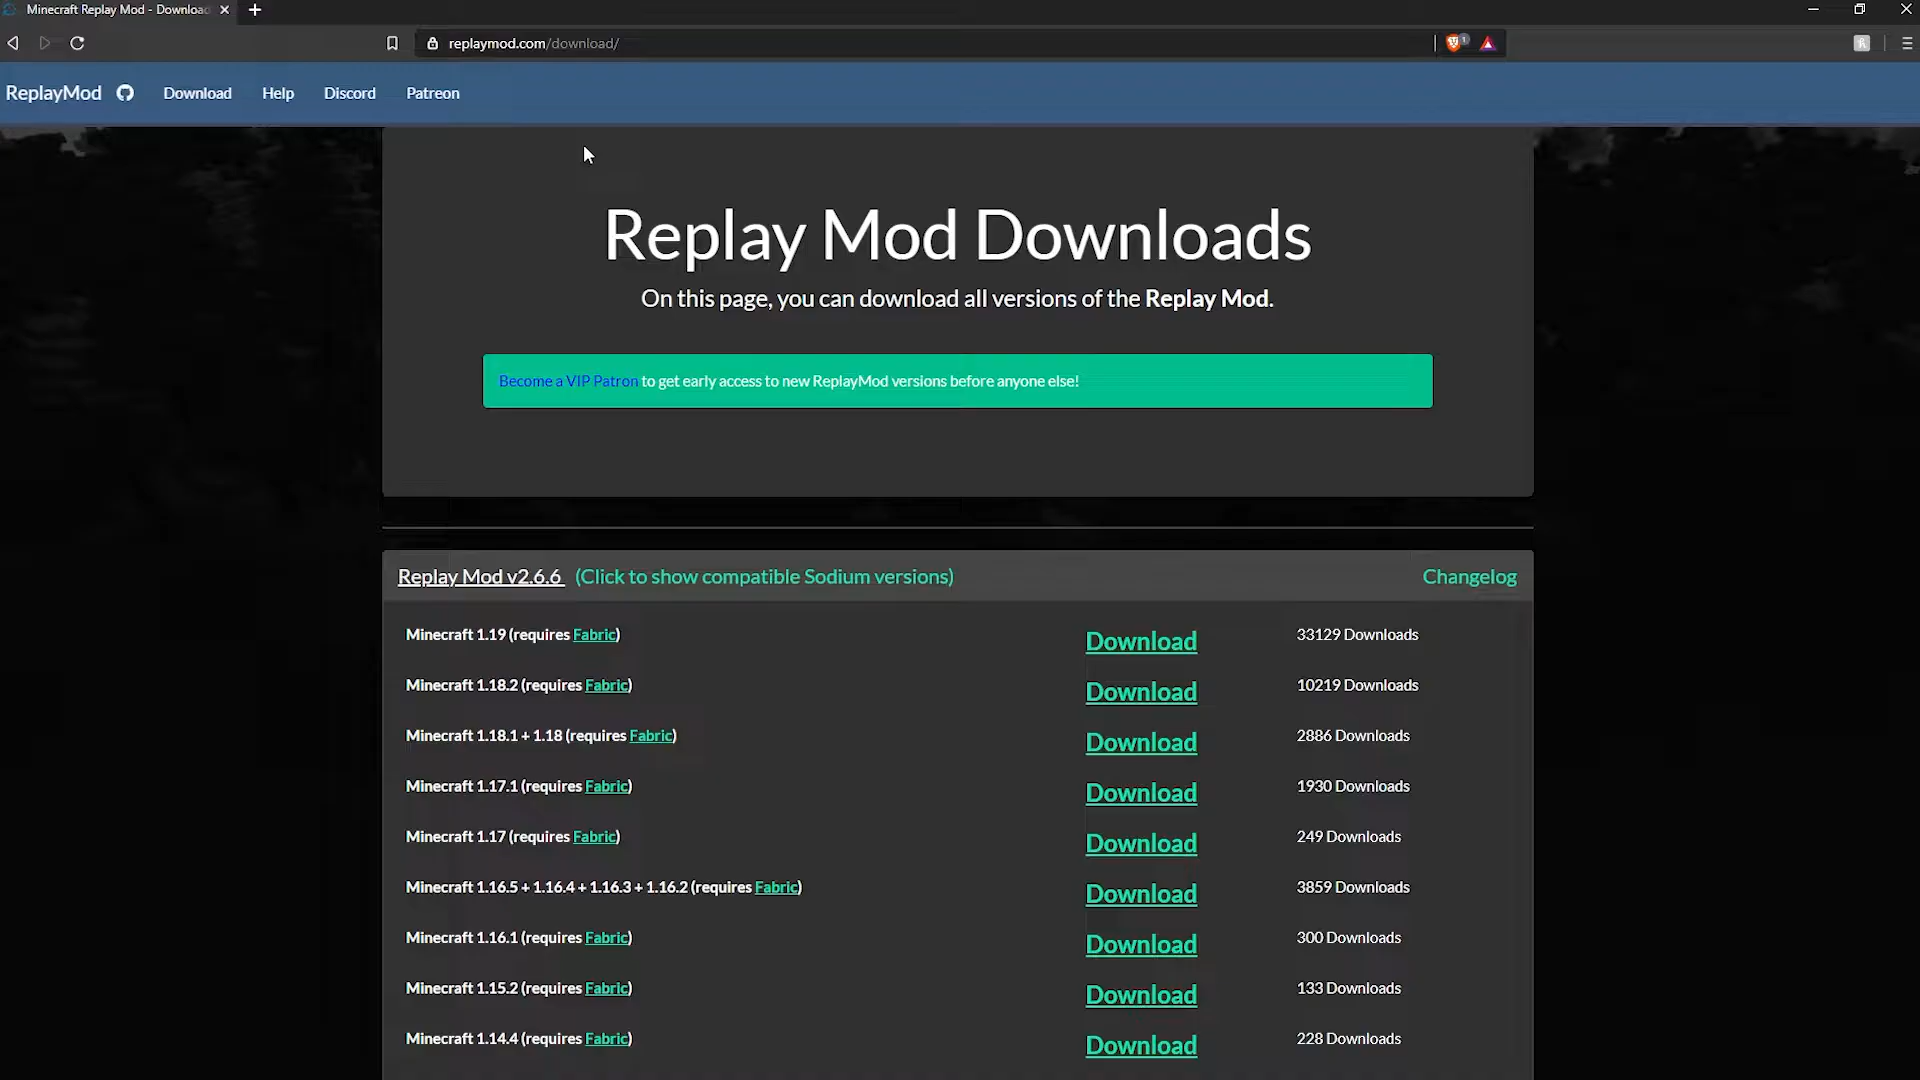 Minecraft Replay Mod - Downloa
replaymod.com/download/
1
ReplayMod Download Help Discord Patreon
Replay Mod Downloads
On this page, you can download all versions of the Replay Mod.
Become a VIP Patron to get early access to new ReplayMod versions before anyone else!
Replay Mod v2.6.6 (Click to show compatible Sodium versions) Changelog
Minecraft 1.19 (requires Fabric) Download 33129 Downloads
Minecraft 1.18.2 (requires Fabric) Download 10219 Downloads
Minecraft 1.18.1 + 1.18 (requires Fabric) Download 2886 Downloads
Minecraft 1.17.1 (requires Fabric) Download 1930 Downloads
Minecraft 1.17 (requires Fabric) Download 249 Downloads
Minecraft 1.16.5 + 1.16.4 + 1.16.3 + 1.16.2 (requires Fabric) Download 3859 Downloads
Minecraft 1.16.1 (requires Fabric) Download 300 Downloads
Minecraft 1.15.2 (requires Fabric) Download 133 Downloads
Minecraft 1.14.4 (requires Fabric) Download 228 Downloads